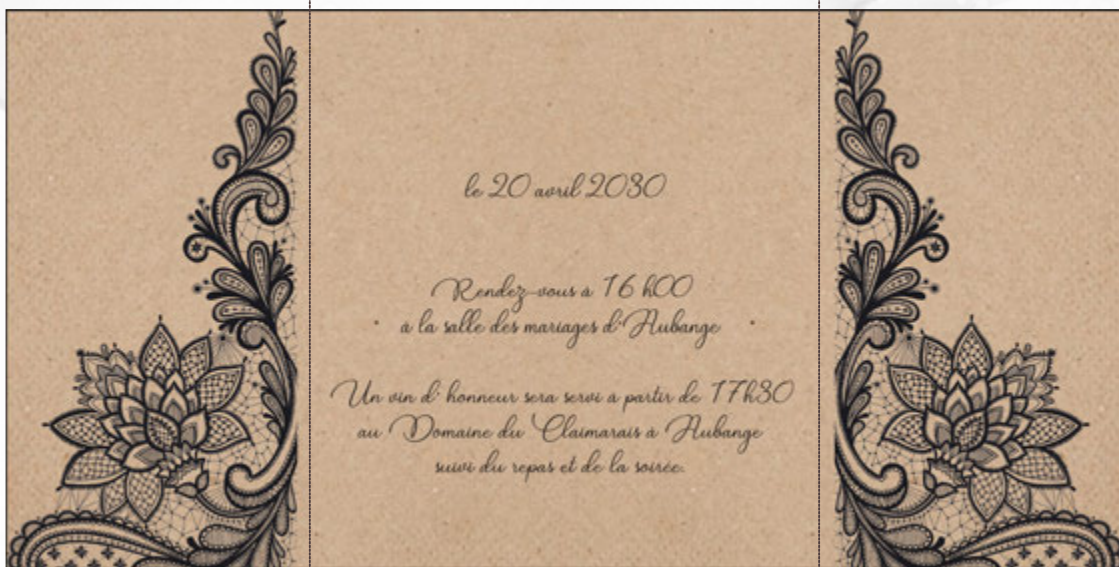 le 20 avril 2030
Rendez-vous à 16 h00
à la salle des mariages d'Aubange
Un vin d' honneur sera servi à partir de 17h30
au Domaine du Claimarais à Aubange
suivi du repas et de la soirée.